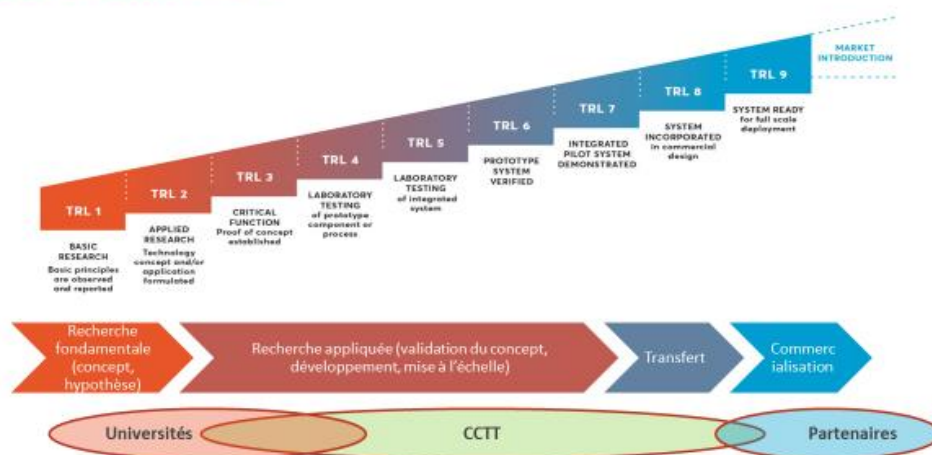 MARKET
INTRODUCTION
TRL 9
TRL 8
TRL 7
TRL 6
TRL 5
TRL 4
TRL 3
TRL 2
TRL 1
SYSTEM READY
for full scale
deployment
SYSTEM
INCORPORATED
in commercial
design
INTEGRATED
PILOT SYSTEM
DEMONSTRATED
PROTOTYPE
SYSTEM
VERIFIED
LABORATORY
TESTING
of integrated
system
LABORATORY
TESTING
of prototype
component or
process
CRITICAL
FUNCTION
Proof of concept
established
APPLIED
RESEARCH
Technology
concept and/or
application
formulated
BASIC
RESEARCH
Basic principles
are observed
and reported
Recherche
fondamentale
(concept,
hypothèse)
Recherche appliquée (validation du concept,
développement, mise à l'échelle)
Transfert
Commerc
ialisation
Universités
CCTT
Partenaires